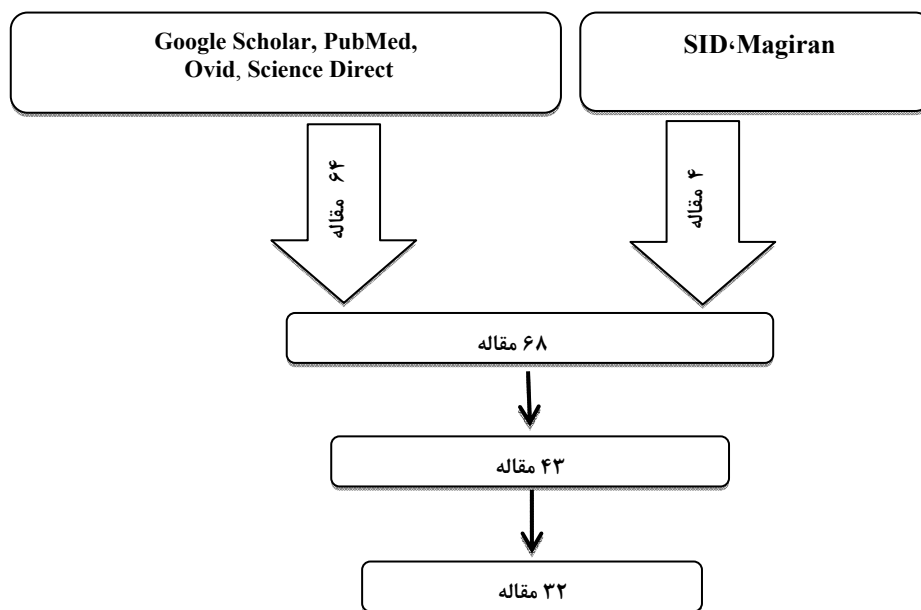 Google Scholar, PubMed,
Ovid, Science Direct
SID،Magiran
۶۴ مقاله
۴ مقاله
۶۸ مقاله
۴۳ مقاله
۳۲ مقاله